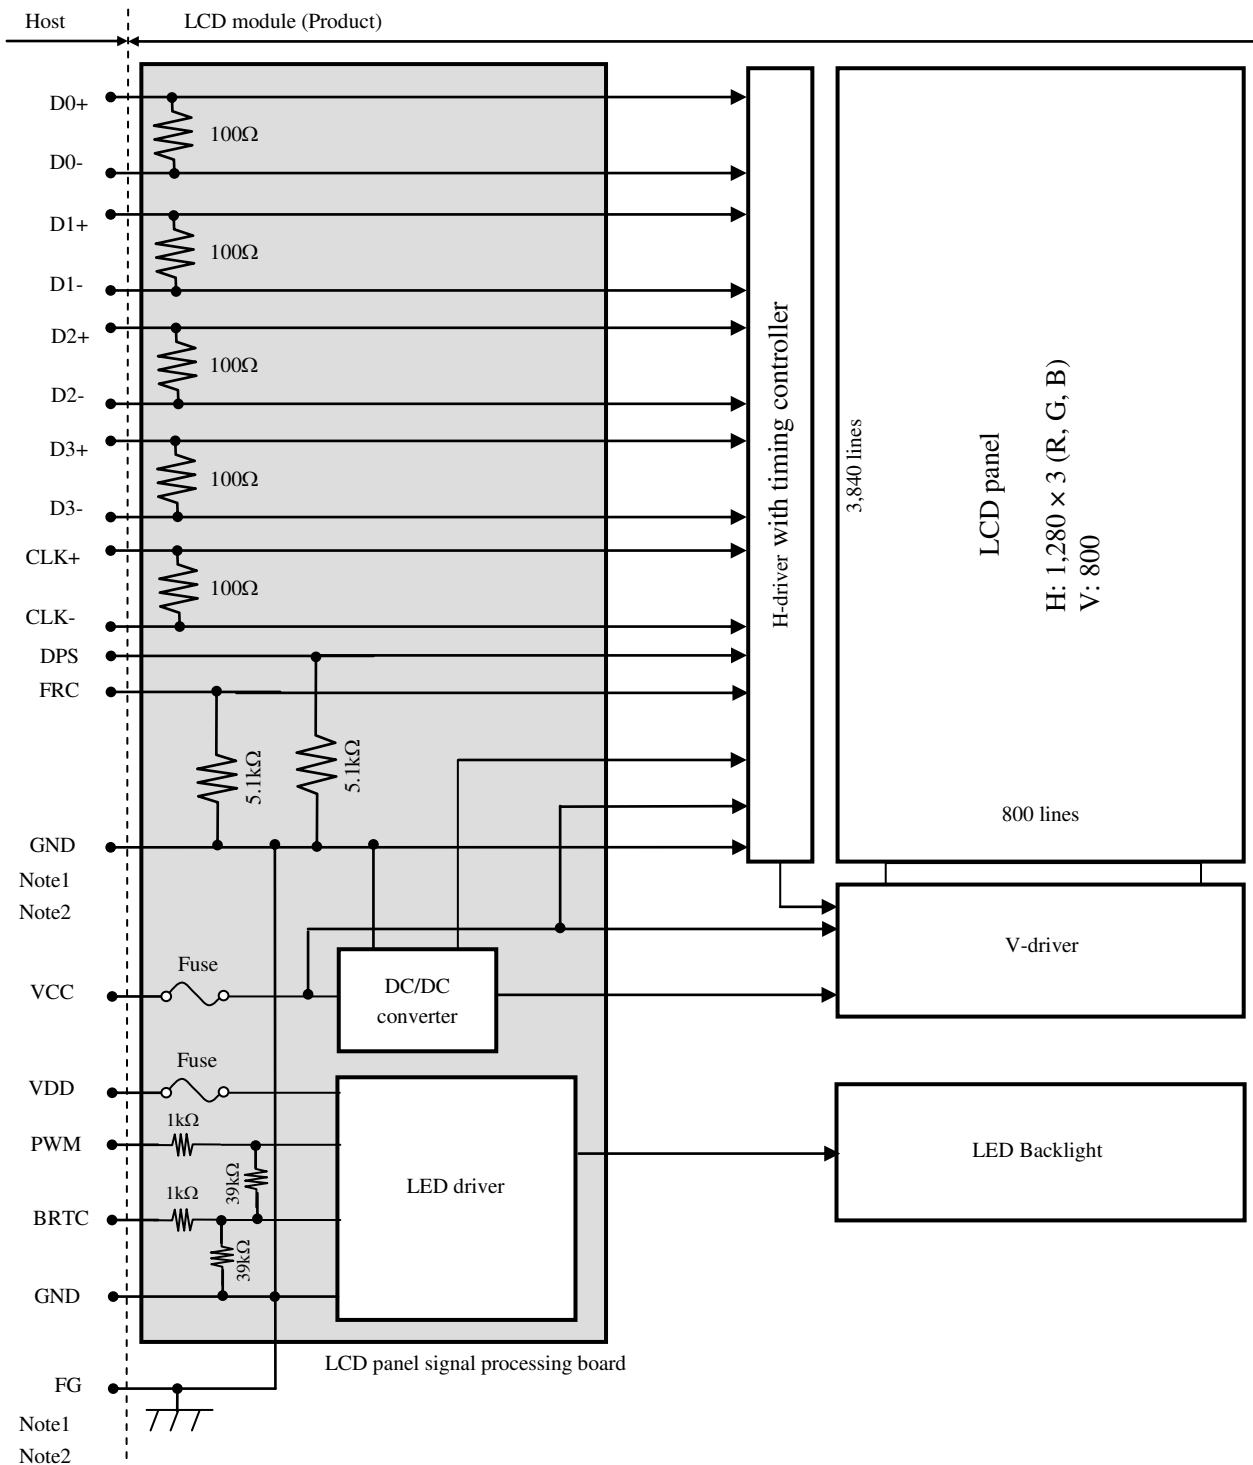 Host
LCD module (Product)
D0+
100Ω
D0-
D1+
100Ω
D1-
D2+
100Ω
D2-
D3+
100Ω
D3-
CLK+
100Ω
CLK-
DPS
FRC
5.1kΩ
5.1kΩ
GND
Note1
Note2
H-driver with timing controller
3,840 lines
LCD panel
H: 1,280 × 3 (R, G, B)
V: 800
800 lines
V-driver
Fuse
VCC
DC/DC
converter
Fuse
VDD
1kΩ
PWM
39kΩ
1kΩ
BRTC
39kΩ
GND
LED driver
LED Backlight
LCD panel signal processing board
FG
Note1
Note2